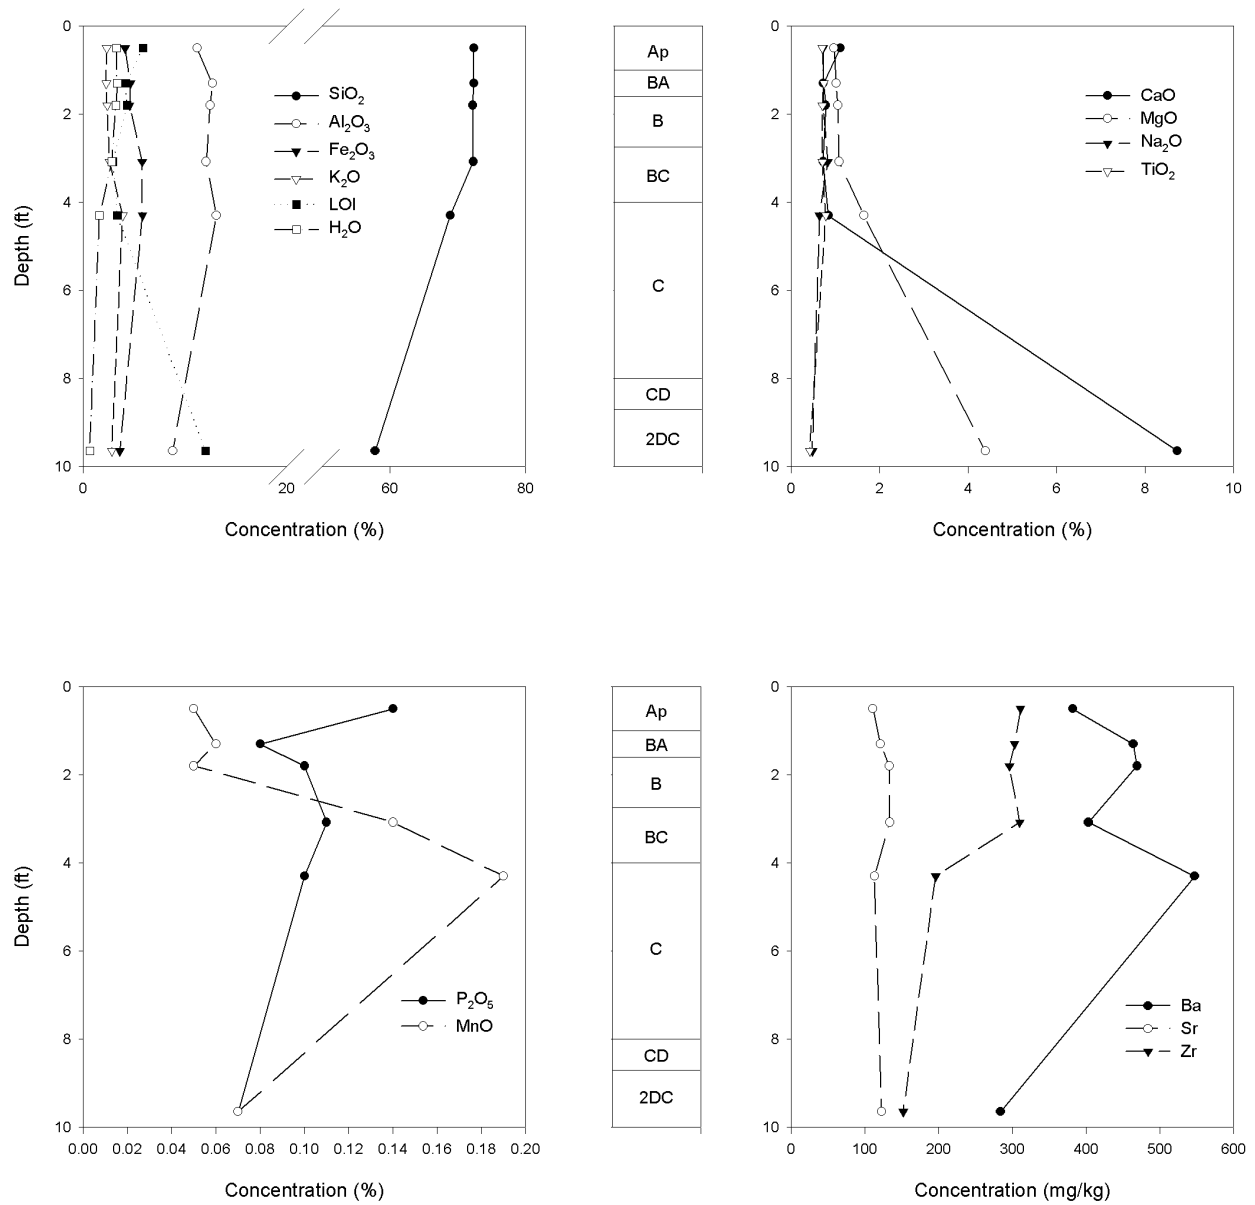 0
2
4
6
8
10
Depth (ft)
SiO2
Al2O3
Fe2O3
K2O
LOI
H2O
0 20 60 80
Concentration (%)
Ap
BA
B
BC
C
CD
2DC
0
2
4
6
8
10
CaO
MgO
Na2O
TiO2
0 2 4 6 8 10
Concentration (%)
0
2
4
6
8
10
Depth (ft)
P2O5
MnO
0.00 0.02 0.04 0.06 0.08 0.10 0.12 0.14 0.16 0.18 0.20
Concentration (%)
Ap
BA
B
BC
C
CD
2DC
0
2
4
6
8
10
Ba
Sr
Zr
0 100 200 300 400 500 600
Concentration (mg/kg)